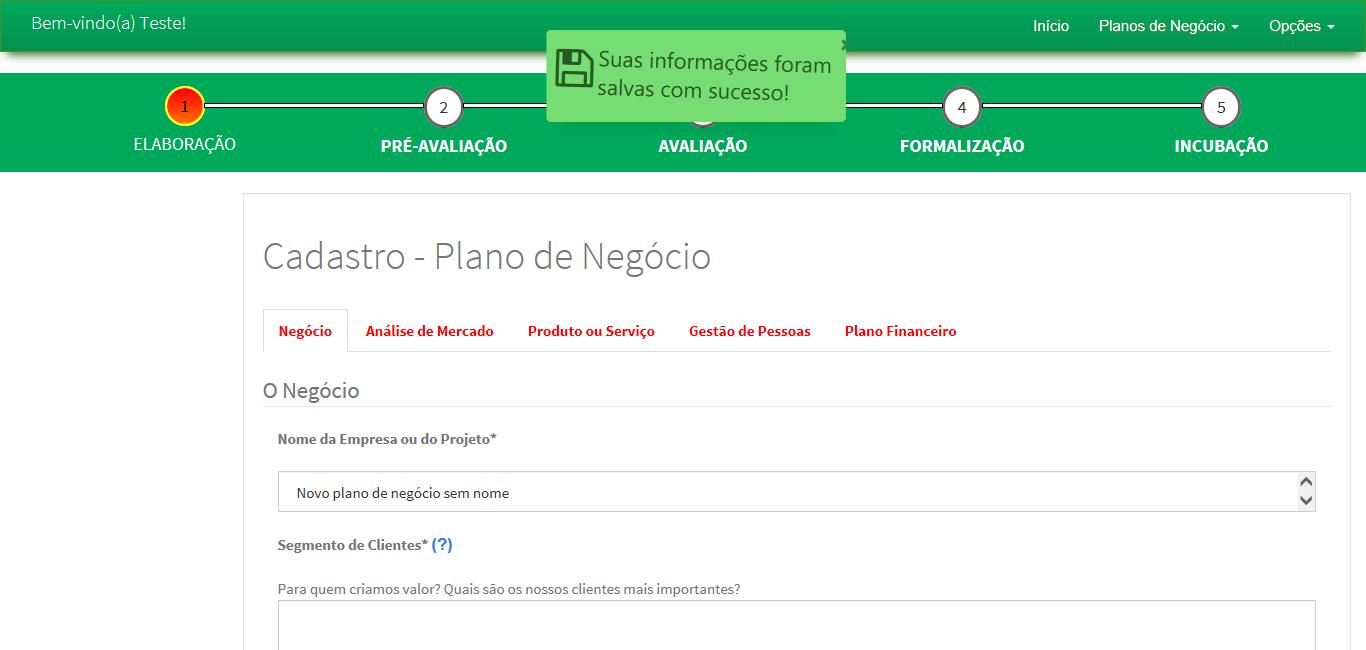 Bem-vindo(a) Teste!
Início Planos de Negócio Opções
Suas informações foram
salvas com sucesso!
1 2 4 5
ELABORAÇÃO PRÉ-AVALIAÇÃO AVALIAÇÃO FORMALIZAÇÃO INCUBAÇÃO
Cadastro - Plano de Negócio
Negócio Análise de Mercado Produto ou Serviço Gestão de Pessoas Plano Financeiro
O Negócio
Nome da Empresa ou do Projeto*
Novo plano de negócio sem nome
Segmento de Clientes* (?)
Para quem criamos valor? Quais são os nossos clientes mais importantes?